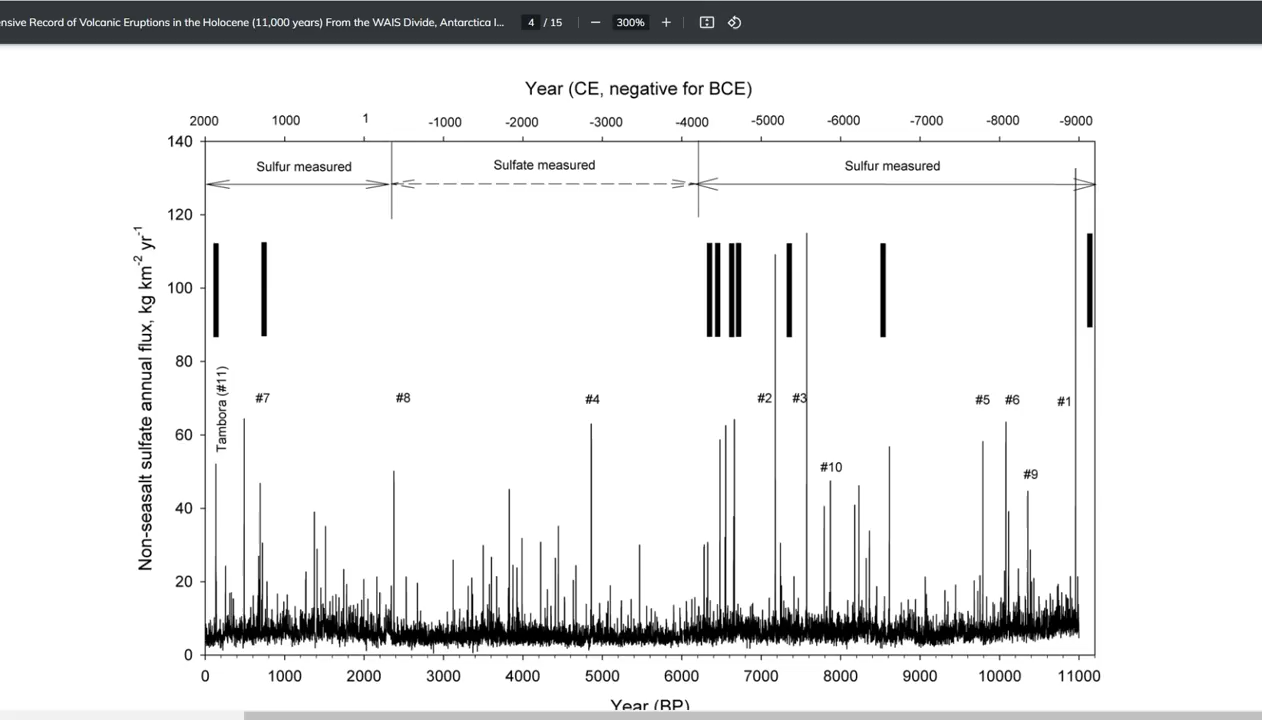 ensive Record of Volcanic Eruptions in the Holocene (11,000 years) From the WAIS Divide, Antarctica I... 4 / 15 − 300% +
Year (CE, negative for BCE)
2000 1000 1 -1000 -2000 -3000 -4000 -5000 -6000 -7000 -8000 -9000
Sulfur measured Sulfate measured Sulfur measured
Non-seasalt sulfate annual flux, kg km-2 yr-1
140
120
100
80
60
40
20
0
Tambora (#11)
#7 #8 #4 #2 #3 #5 #6 #1
#10 #9
0 1000 2000 3000 4000 5000 6000 7000 8000 9000 10000 11000
Year (BP)